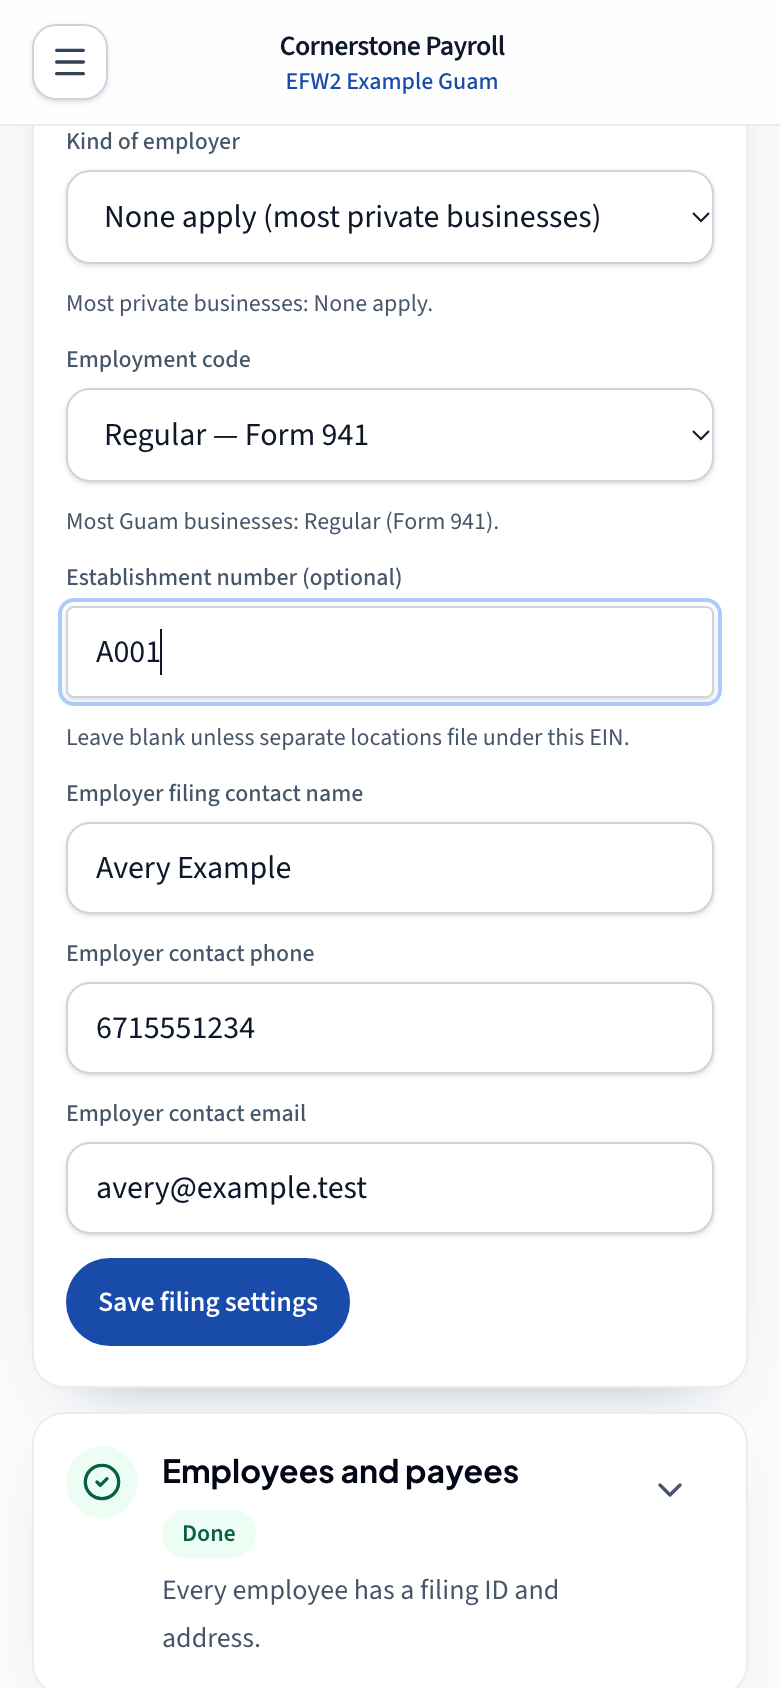 Cornerstone Payroll
EFW2 Example Guam
Kind of employer
None apply (most private businesses)
Most private businesses: None apply.
Employment code
Regular — Form 941
Most Guam businesses: Regular (Form 941).
Establishment number (optional)
A001
Leave blank unless separate locations file under this EIN.
Employer filing contact name
Avery Example
Employer contact phone
6715551234
Employer contact email
avery@example.test
Save filing settings
Employees and payees
Done
Every employee has a filing ID and
address.